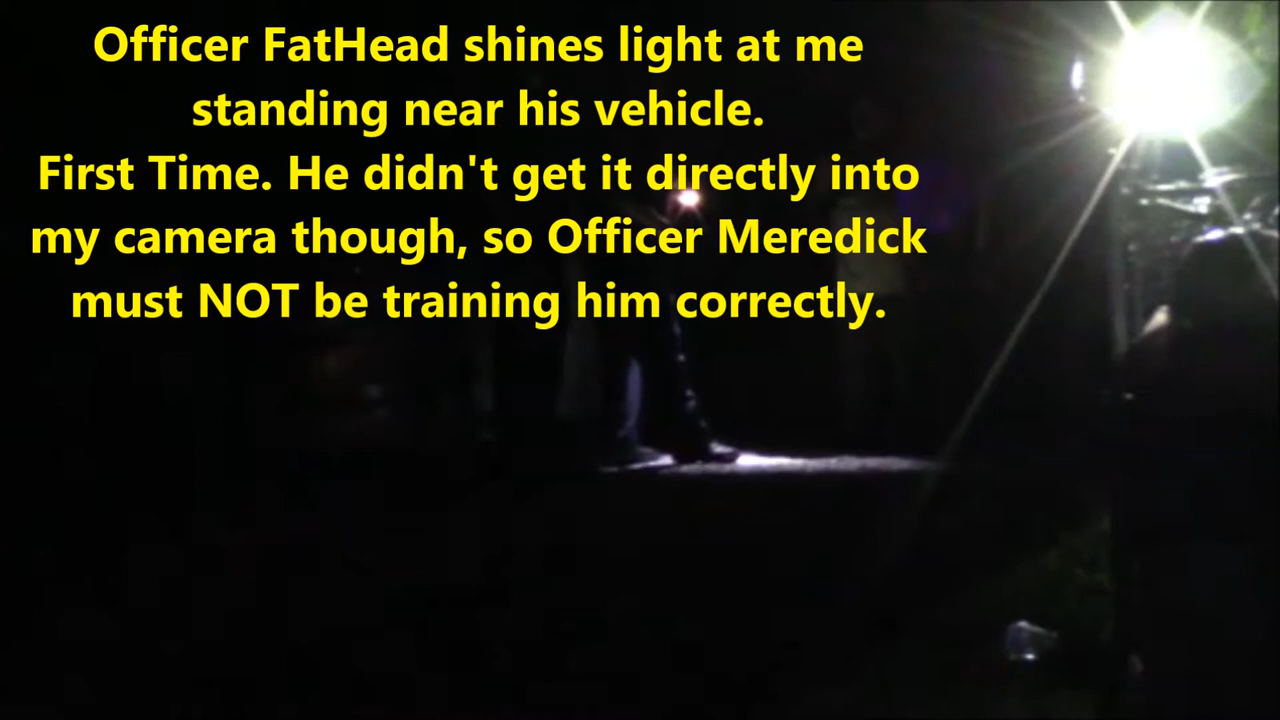 Officer FatHead shines light at me
standing near his vehicle.
First Time. He didn't get it directly into
my camera though, so Officer Meredick
must NOT be training him correctly.